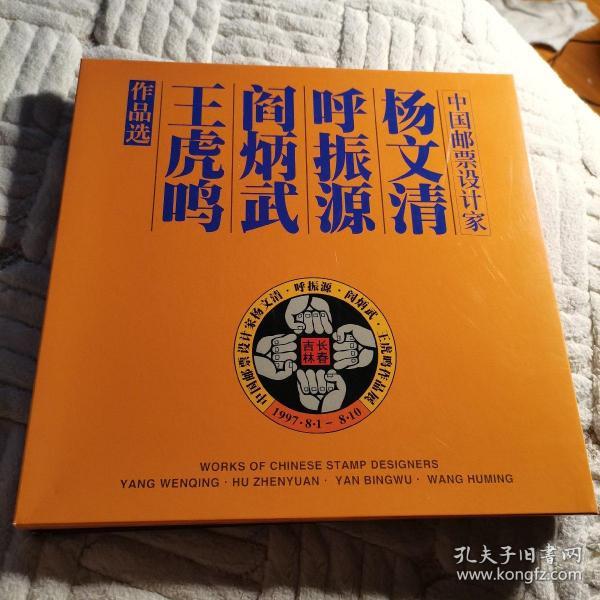 中国邮票设计家
杨文清
呼振源
阎炳武
王虎鸣
作品选
中国邮票设计家杨文清·呼振源·阎炳武·王虎鸣作品展
长春
吉林
1997·8·1-8·10
WORKS OF CHINESE STAMP DESIGNERS
YANG WENQING · HU ZHENYUAN · YAN BINGWU · WANG HUMING
孔夫子旧书网
www.kongfz.com